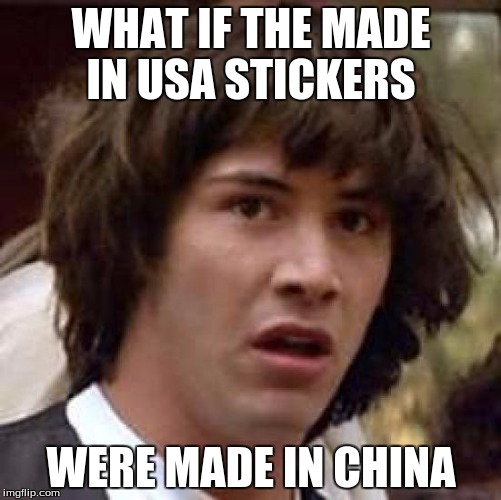 WHAT IF THE MADE
IN USA STICKERS
WERE MADE IN CHINA
imgflip.com